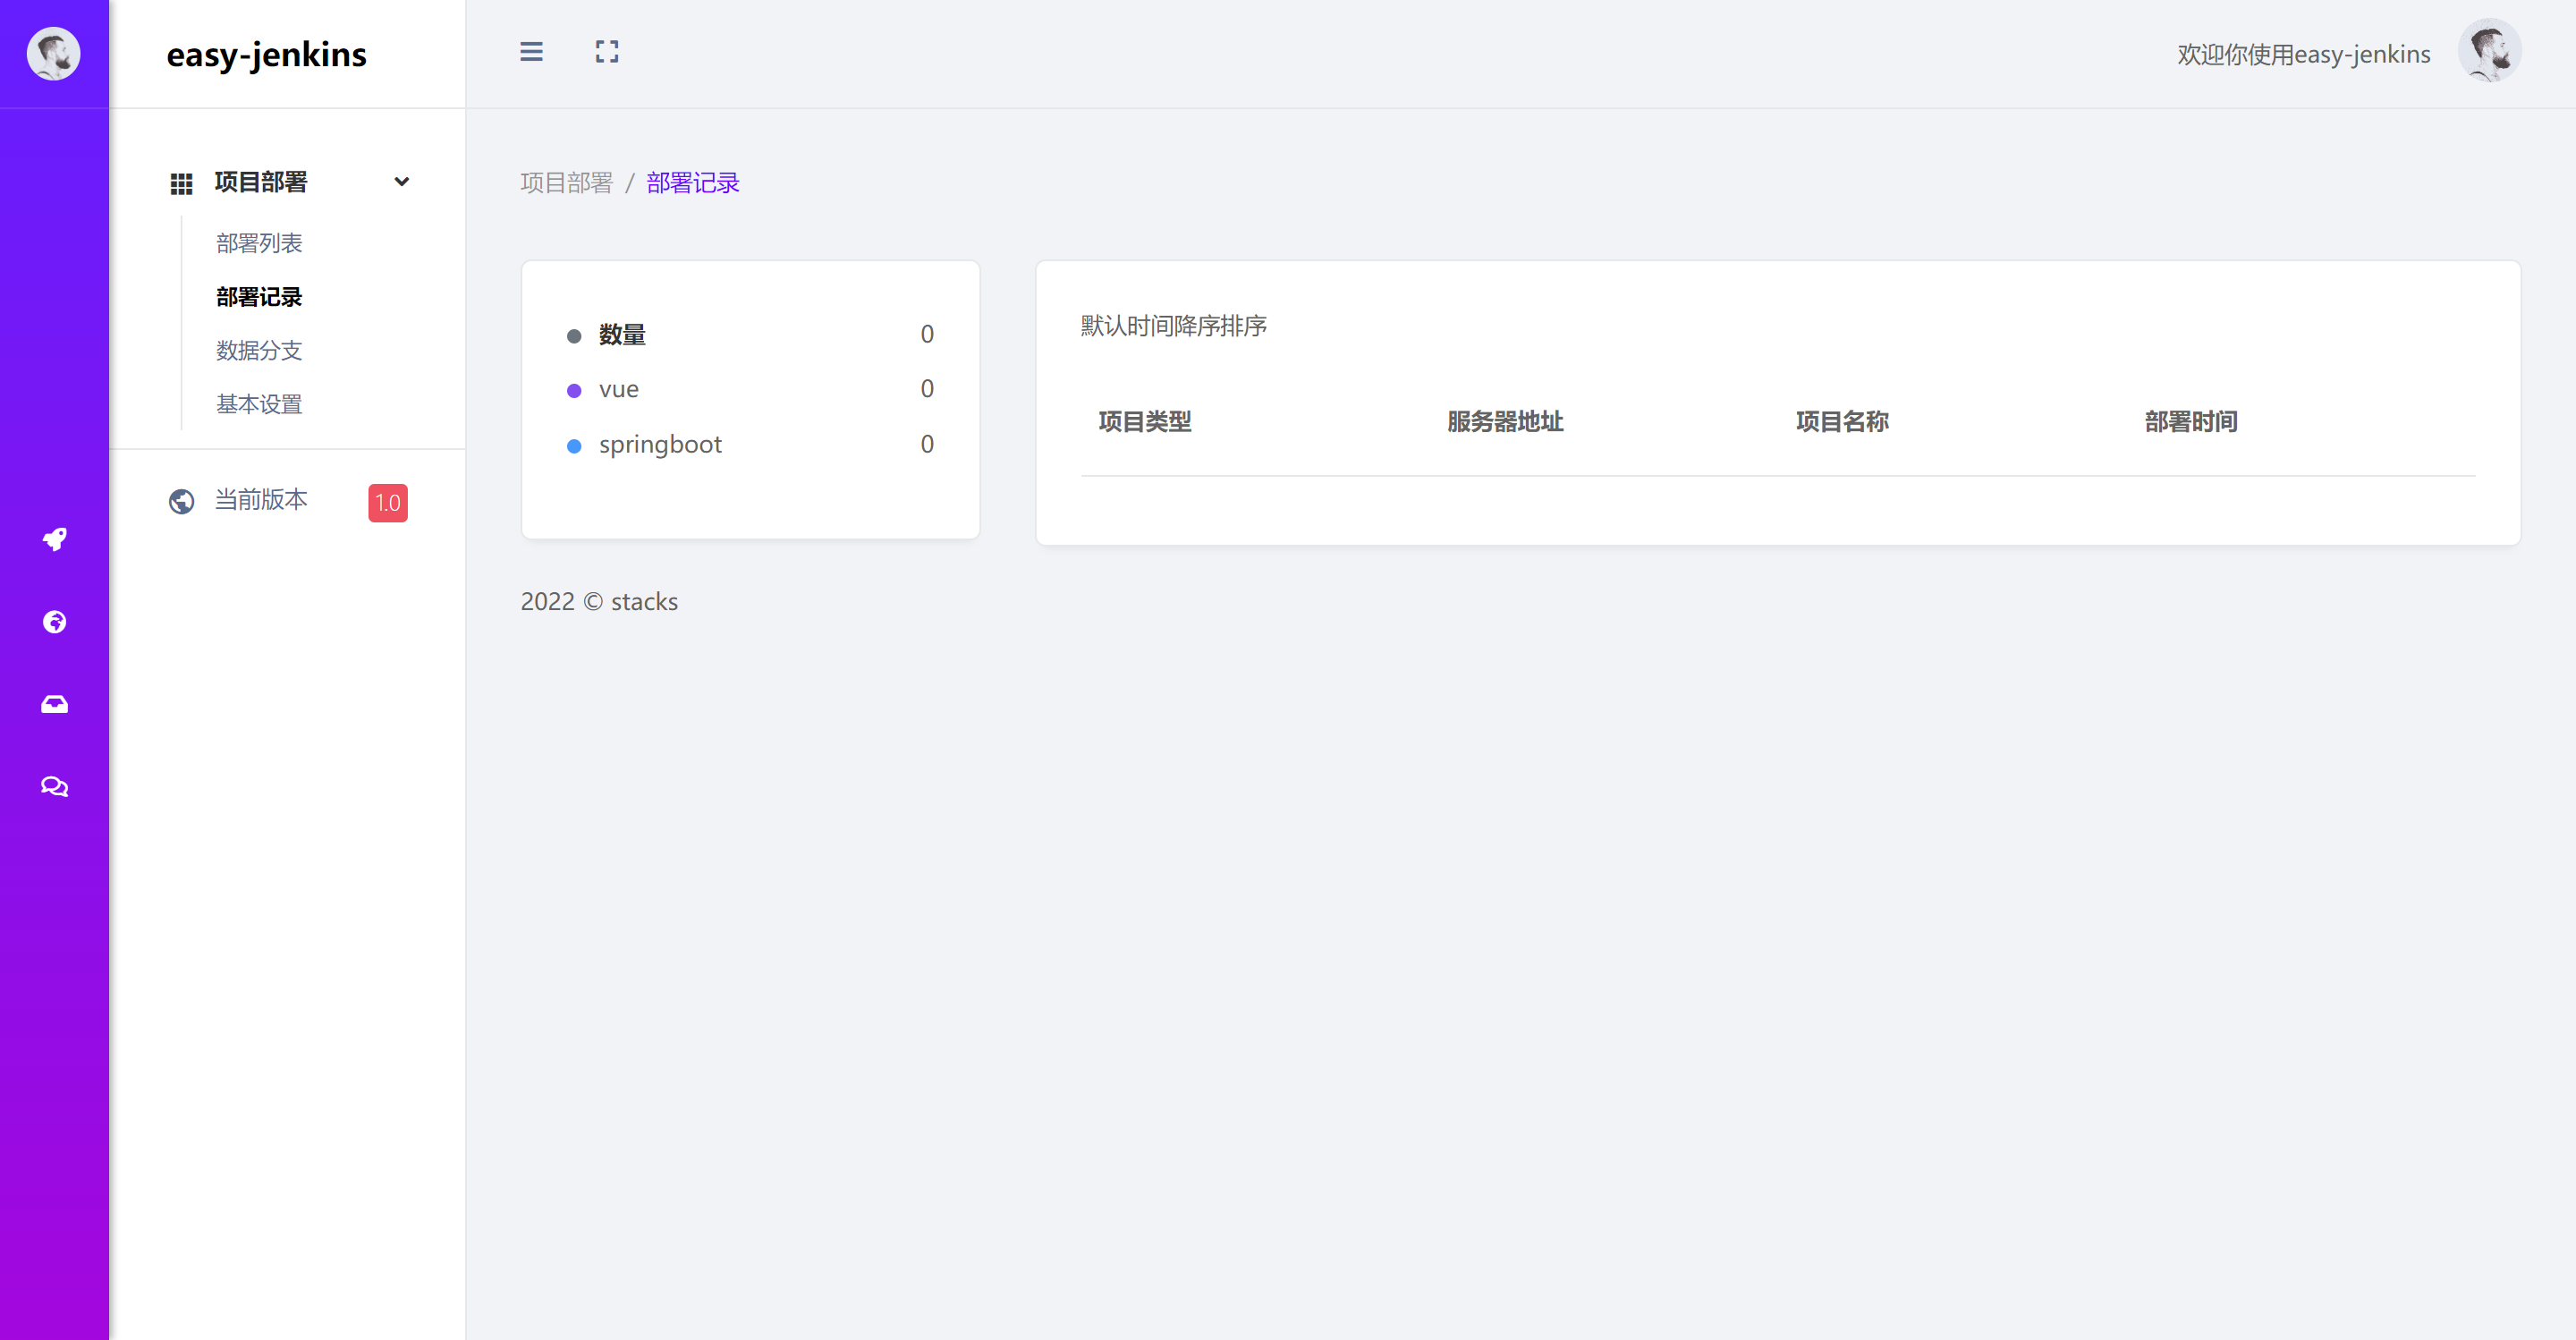 easy-jenkins
欢迎你使用easy-jenkins
项目部署
部署列表
部署记录
数据分支
基本设置
当前版本 1.0
项目部署 / 部署记录
数量 0
vue 0
springboot 0
默认时间降序排序
项目类型 服务器地址 项目名称 部署时间
2022 © stacks